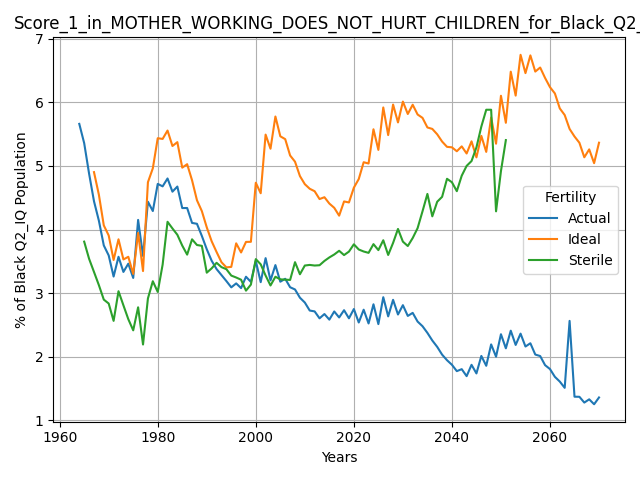 Score_1_in_MOTHER_WORKING_DOES_NOT_HURT_CHILDREN_for_Black_Q2_
7
6
5
4
3
2
1
% of Black Q2_IQ Population
Fertility
Actual
Ideal
Sterile
1960 1980 2000 2020 2040 2060
Years